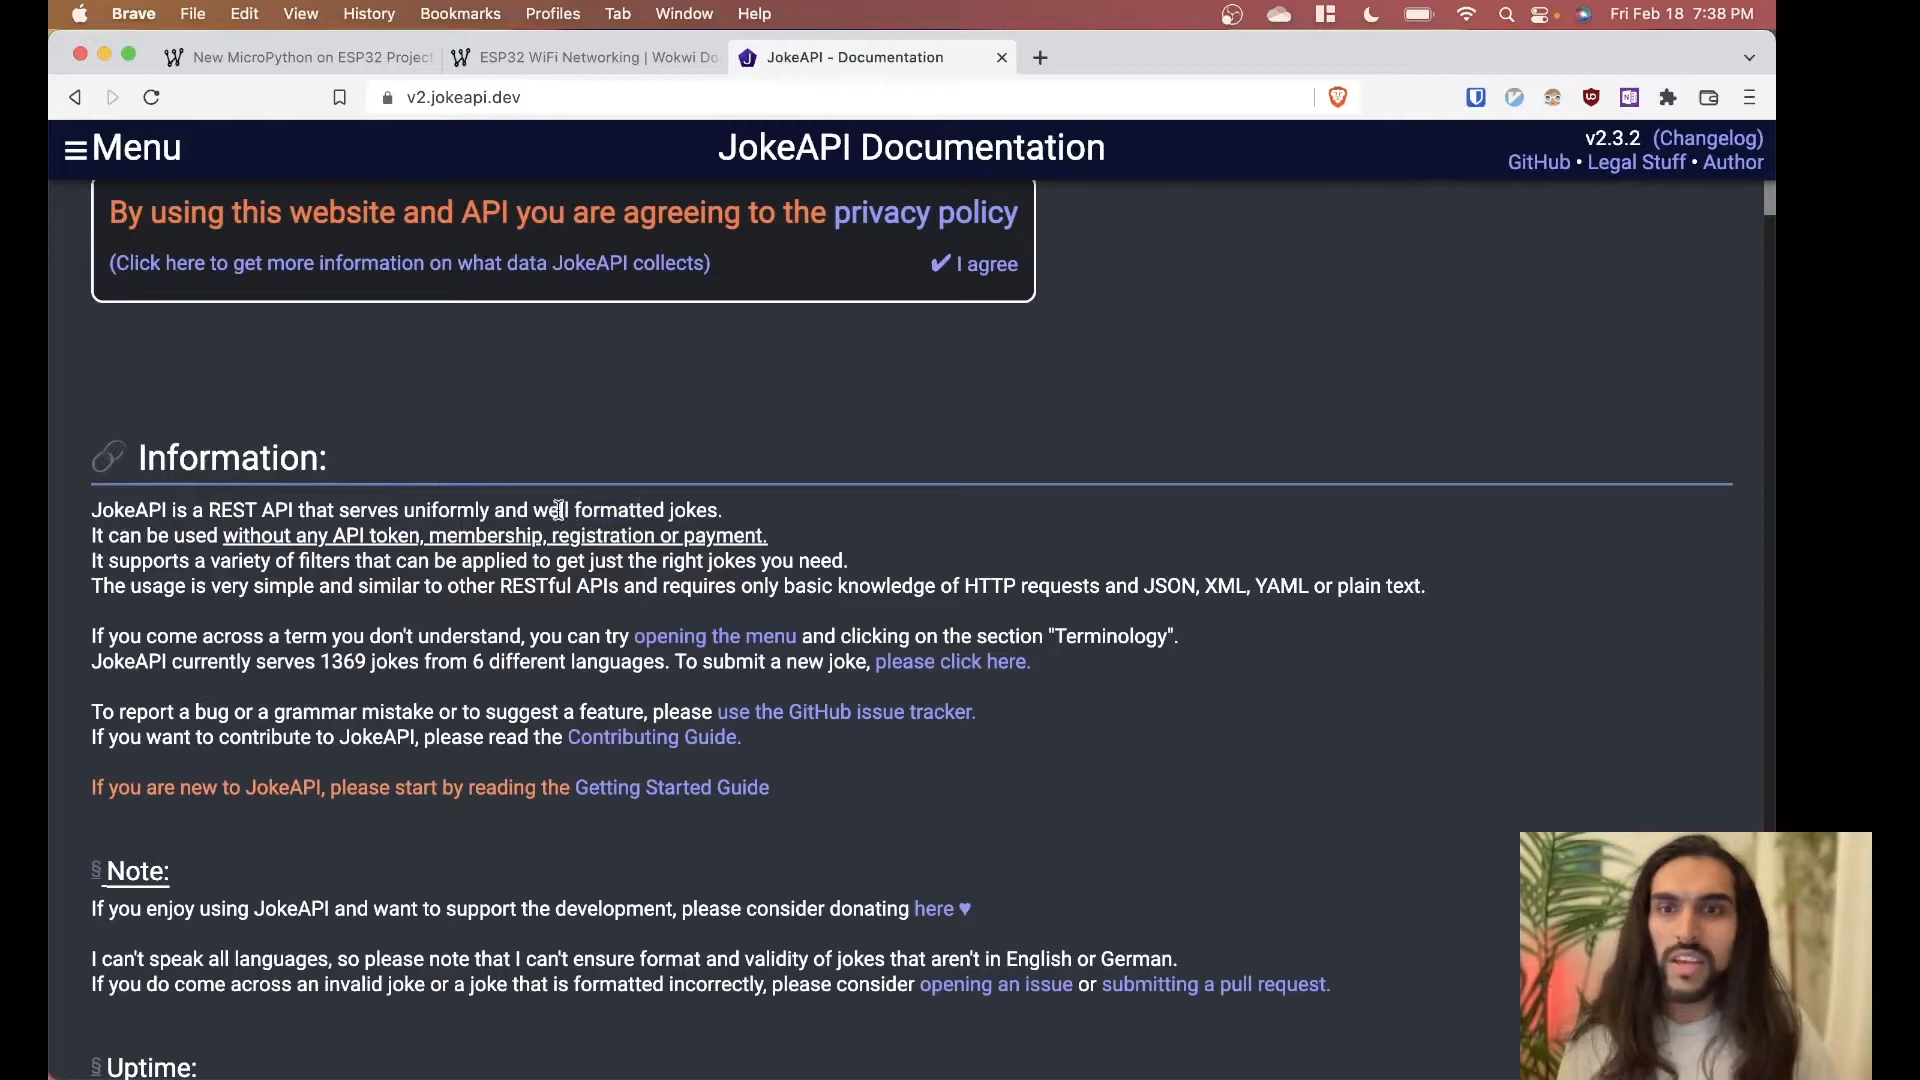 Brave File Edit View History Bookmarks Profiles Tab Window Help Fri Feb 18 7:38 PM
New MicroPython on ESP32 Project ESP32 WiFi Networking | Wokwi Do JokeAPI - Documentation
v2.jokeapi.dev
Menu JokeAPI Documentation v2.3.2 (Changelog)
GitHub • Legal Stuff • Author
By using this website and API you are agreeing to the privacy policy
(Click here to get more information on what data JokeAPI collects) ✔ I agree
Information:
JokeAPI is a REST API that serves uniformly and well formatted jokes.
It can be used without any API token, membership, registration or payment.
It supports a variety of filters that can be applied to get just the right jokes you need.
The usage is very simple and similar to other RESTful APIs and requires only basic knowledge of HTTP requests and JSON, XML, YAML or plain text.
If you come across a term you don't understand, you can try opening the menu and clicking on the section "Terminology".
JokeAPI currently serves 1369 jokes from 6 different languages. To submit a new joke, please click here.
To report a bug or a grammar mistake or to suggest a feature, please use the GitHub issue tracker.
If you want to contribute to JokeAPI, please read the Contributing Guide.
If you are new to JokeAPI, please start by reading the Getting Started Guide
§ Note:
If you enjoy using JokeAPI and want to support the development, please consider donating here ♥
I can't speak all languages, so please note that I can't ensure format and validity of jokes that aren't in English or German.
If you do come across an invalid joke or a joke that is formatted incorrectly, please consider opening an issue or submitting a pull request.
§ Uptime: